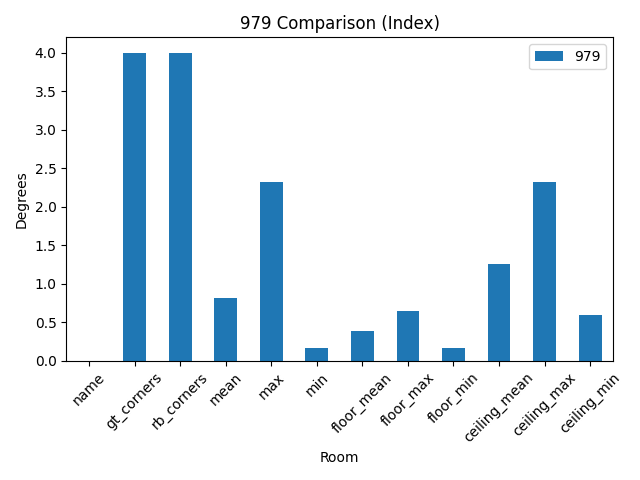 979 Comparison (Index)
979
Degrees
4.0
3.5
3.0
2.5
2.0
1.5
1.0
0.5
0.0
name
gt_corners
rb_corners
mean
max
min
floor_mean
floor_max
floor_min
ceiling_mean
ceiling_max
ceiling_min
Room